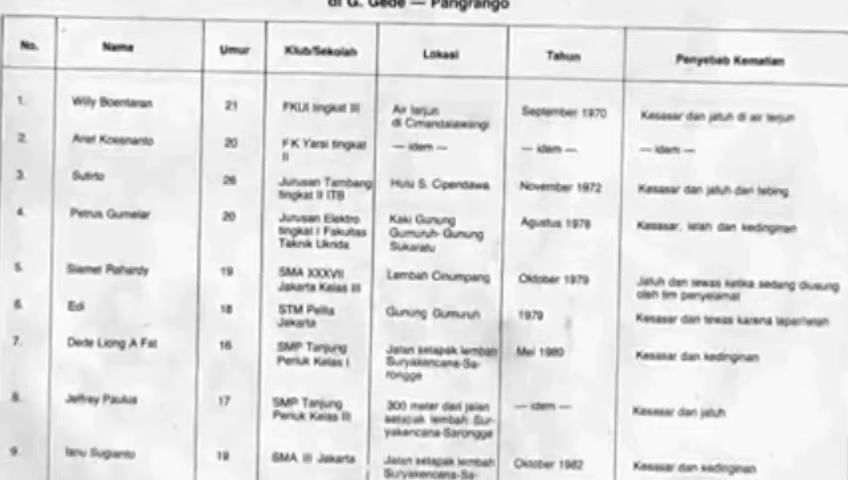 di G. Gede — Pangrango
No. Nama Umur Klub/Sekolah Lokasi Tahun Penyebab Kematian
1. Willy Boentaran 21 FKUI tingkat III Air terjun di Cimandalawangi September 1970 Kesasar dan jatuh di air terjun
2. Arief Koesnanto 20 F K Yarsi tingkat II — idem — — idem — — idem —
3. Sutirto 26 Jurusan Tambang tingkat II ITB Hulu S. Cipendawa November 1972 Kesasar dan jatuh dari tebing
4. Petrus Gumelar 20 Jurusan Elektro tingkat I Fakultas Teknik Ukrida Kaki Gunung Gumuruh-Gunung Sukaratu Agustus 1978 Kesasar, lelah dan kedinginan
5. Slamet Rahardy 19 SMA XXXVII Jakarta Kelas III Lembah Cinumpang Oktober 1979 Jatuh dan tewas ketika sedang diusung oleh tim penyelamat
6. Edi 18 STM Pelita Jakarta Gunung Gumuruh 1979 Kesasar dan tewas karena lapar/lelah
7. Dede Liong A Fat 16 SMP Tanjung Periuk Kelas I Jalan setapak lembah Suryakencana-Sarongge Mei 1980 Kesasar dan kedinginan
8. Jeffrey Paulus 17 SMP Tanjung Periuk Kelas III 300 meter dari jalan setapak lembah Suryakencana-Sarongge — idem — Kesasar dan jatuh
9. Sugianto 19 SMA III Jakarta Jalan setapak lembah Suryakencana-Sa- Oktober 1982 Kesasar dan kedinginan